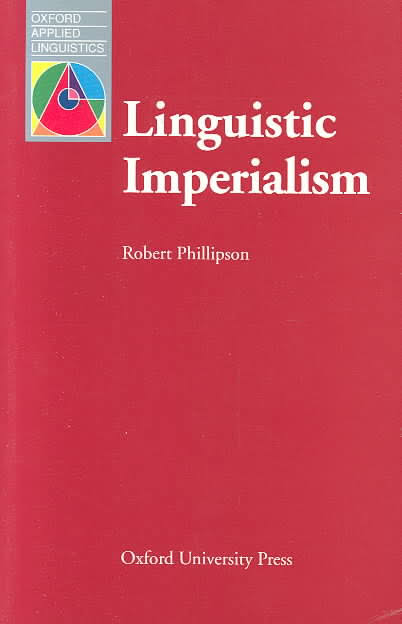 OXFORD
APPLIED
LINGUISTICS
Linguistic
Imperialism
Robert Phillipson
Oxford University Press